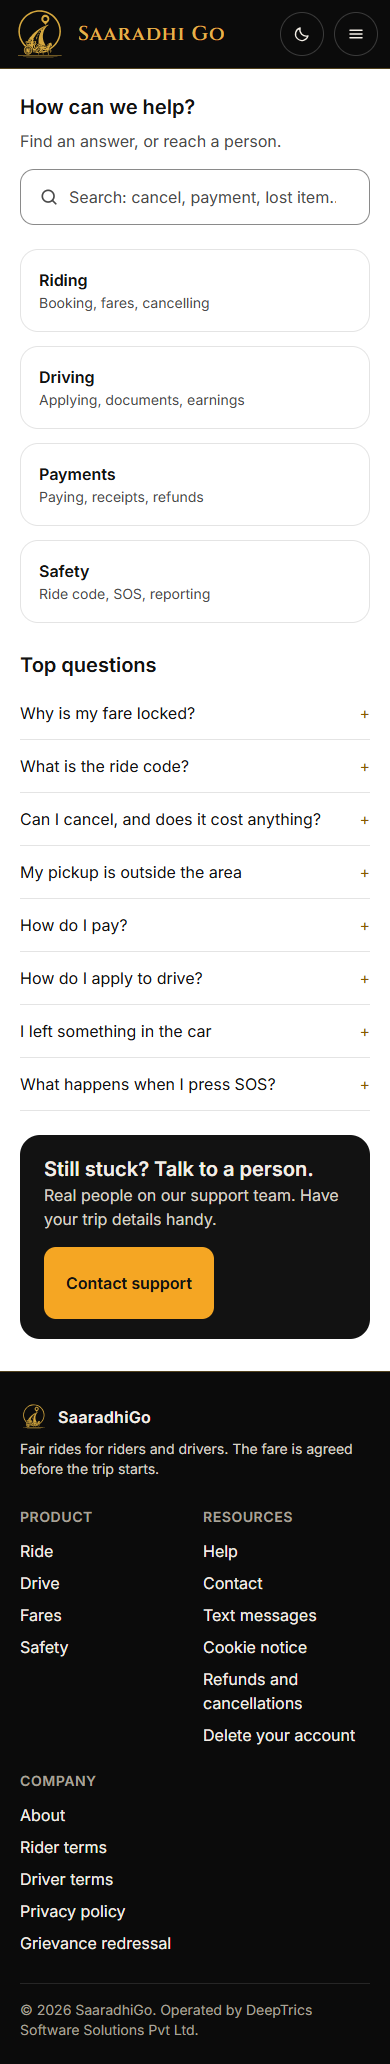 Saaradhi Go
How can we help?
Find an answer, or reach a person.
Search: cancel, payment, lost item..
Riding
Booking, fares, cancelling
Driving
Applying, documents, earnings
Payments
Paying, receipts, refunds
Safety
Ride code, SOS, reporting
Top questions
Why is my fare locked? +
What is the ride code? +
Can I cancel, and does it cost anything? +
My pickup is outside the area +
How do I pay? +
How do I apply to drive? +
I left something in the car +
What happens when I press SOS? +
Still stuck? Talk to a person.
Real people on our support team. Have
your trip details handy.
Contact support
SaaradhiGo
Fair rides for riders and drivers. The fare is agreed
before the trip starts.
PRODUCT
Ride
Drive
Fares
Safety
RESOURCES
Help
Contact
Text messages
Cookie notice
Refunds and
cancellations
Delete your account
COMPANY
About
Rider terms
Driver terms
Privacy policy
Grievance redressal
© 2026 SaaradhiGo. Operated by DeepTrics
Software Solutions Pvt Ltd.